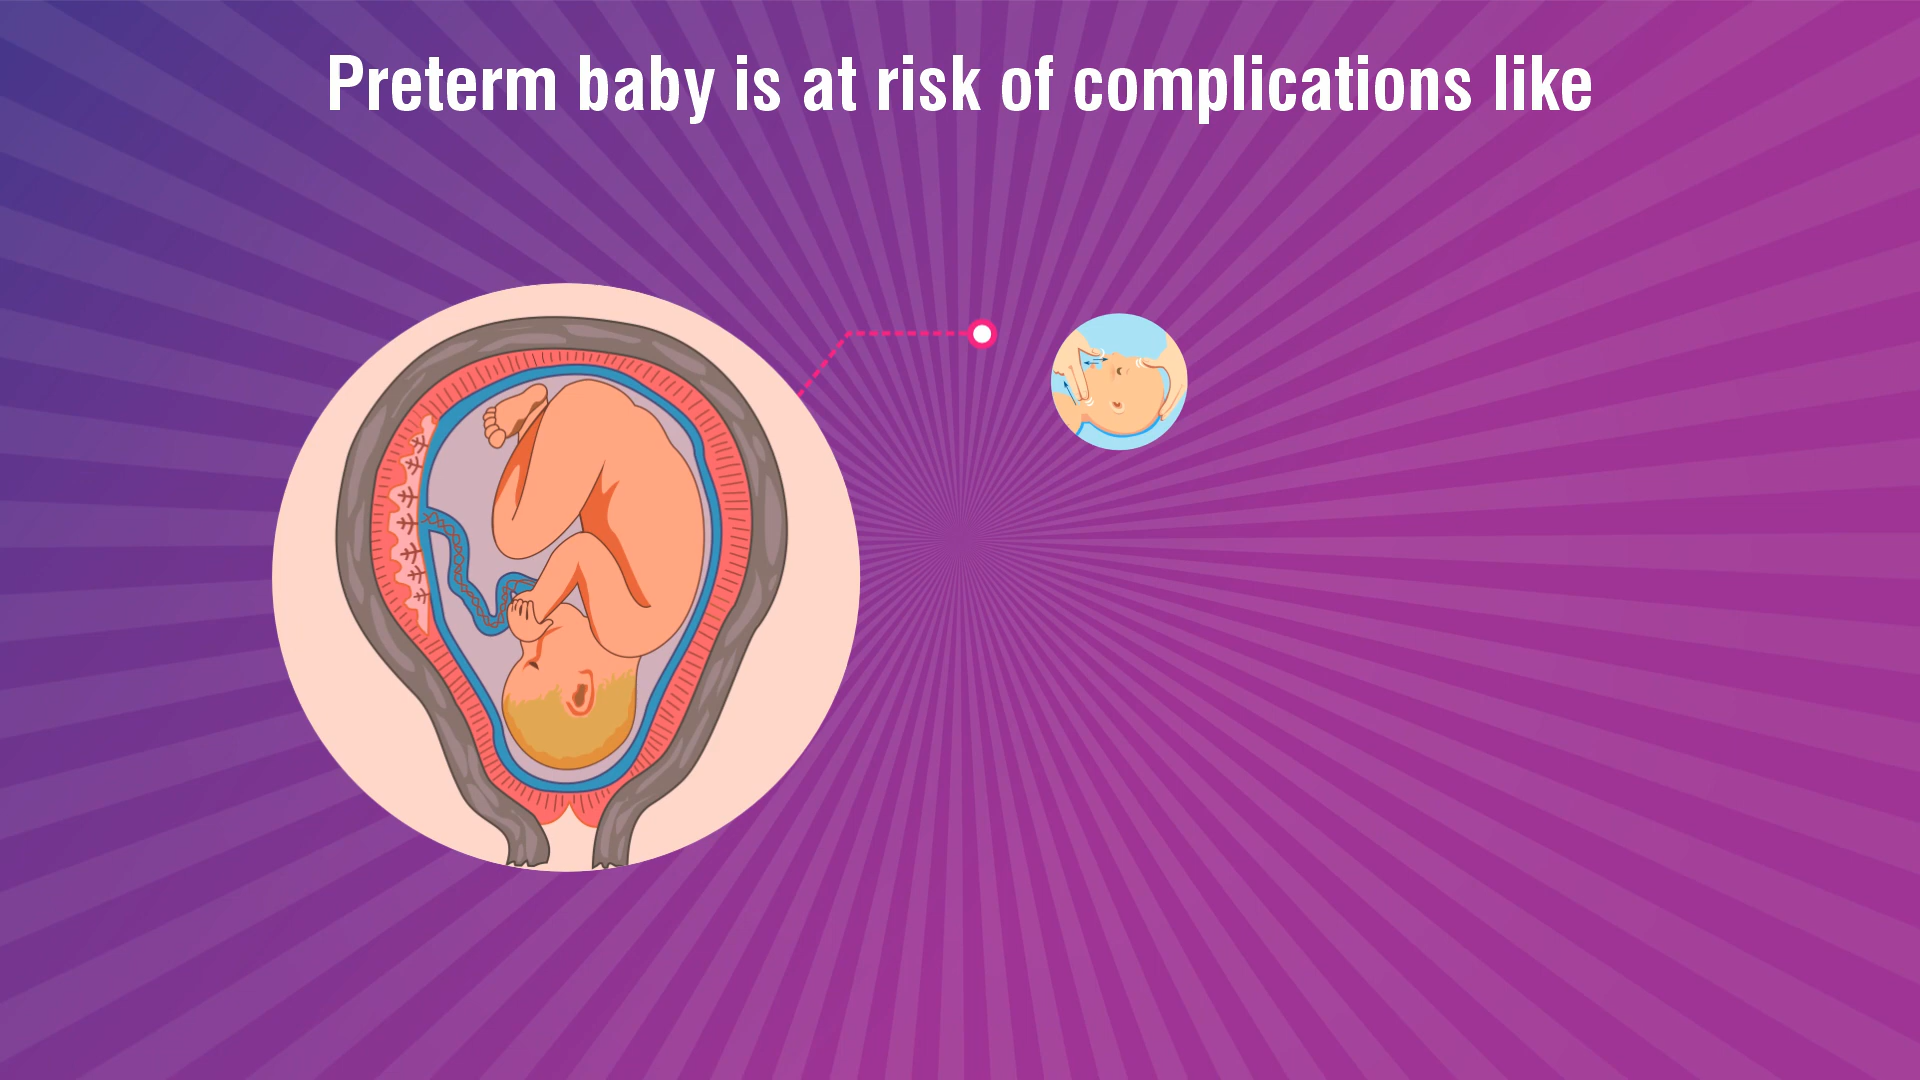 Preterm baby is at risk of complications like